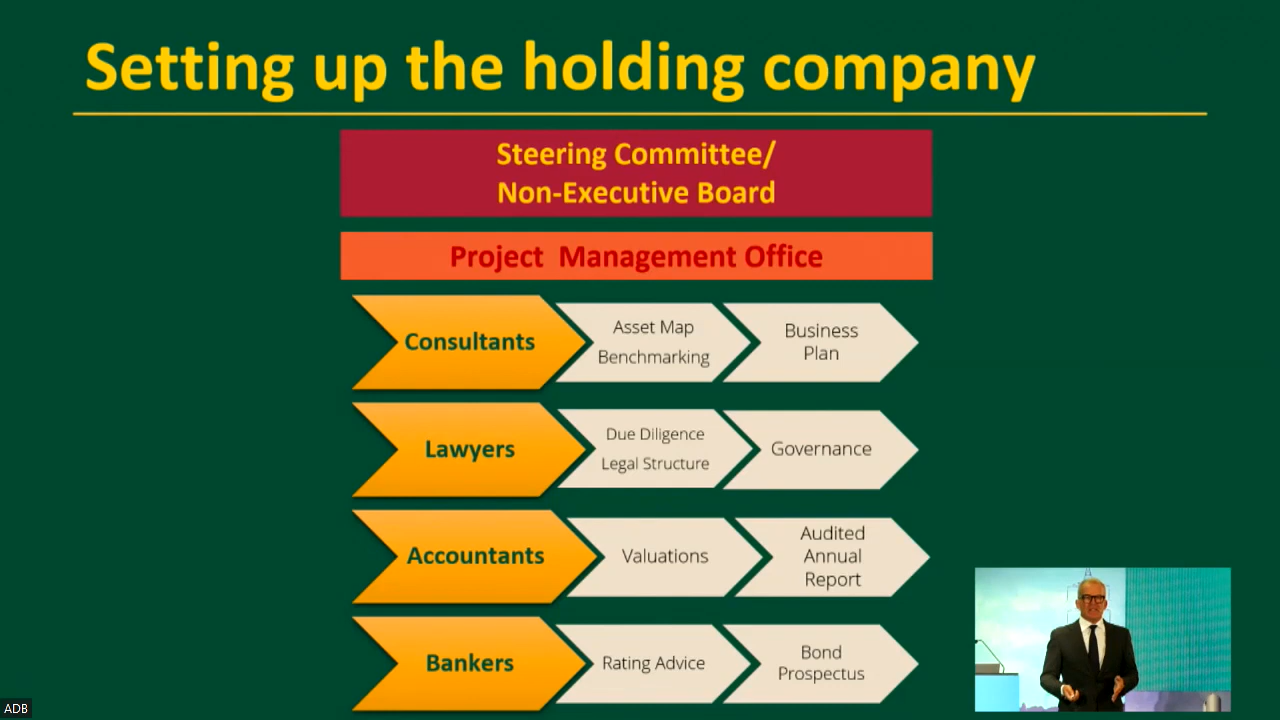 Setting up the holding company
Steering Committee/
Non-Executive Board
Project Management Office
Consultants
Asset Map
Benchmarking
Business
Plan
Lawyers
Due Diligence
Legal Structure
Governance
Accountants
Valuations
Audited
Annual
Report
Bankers
Rating Advice
Bond
Prospectus
ADB